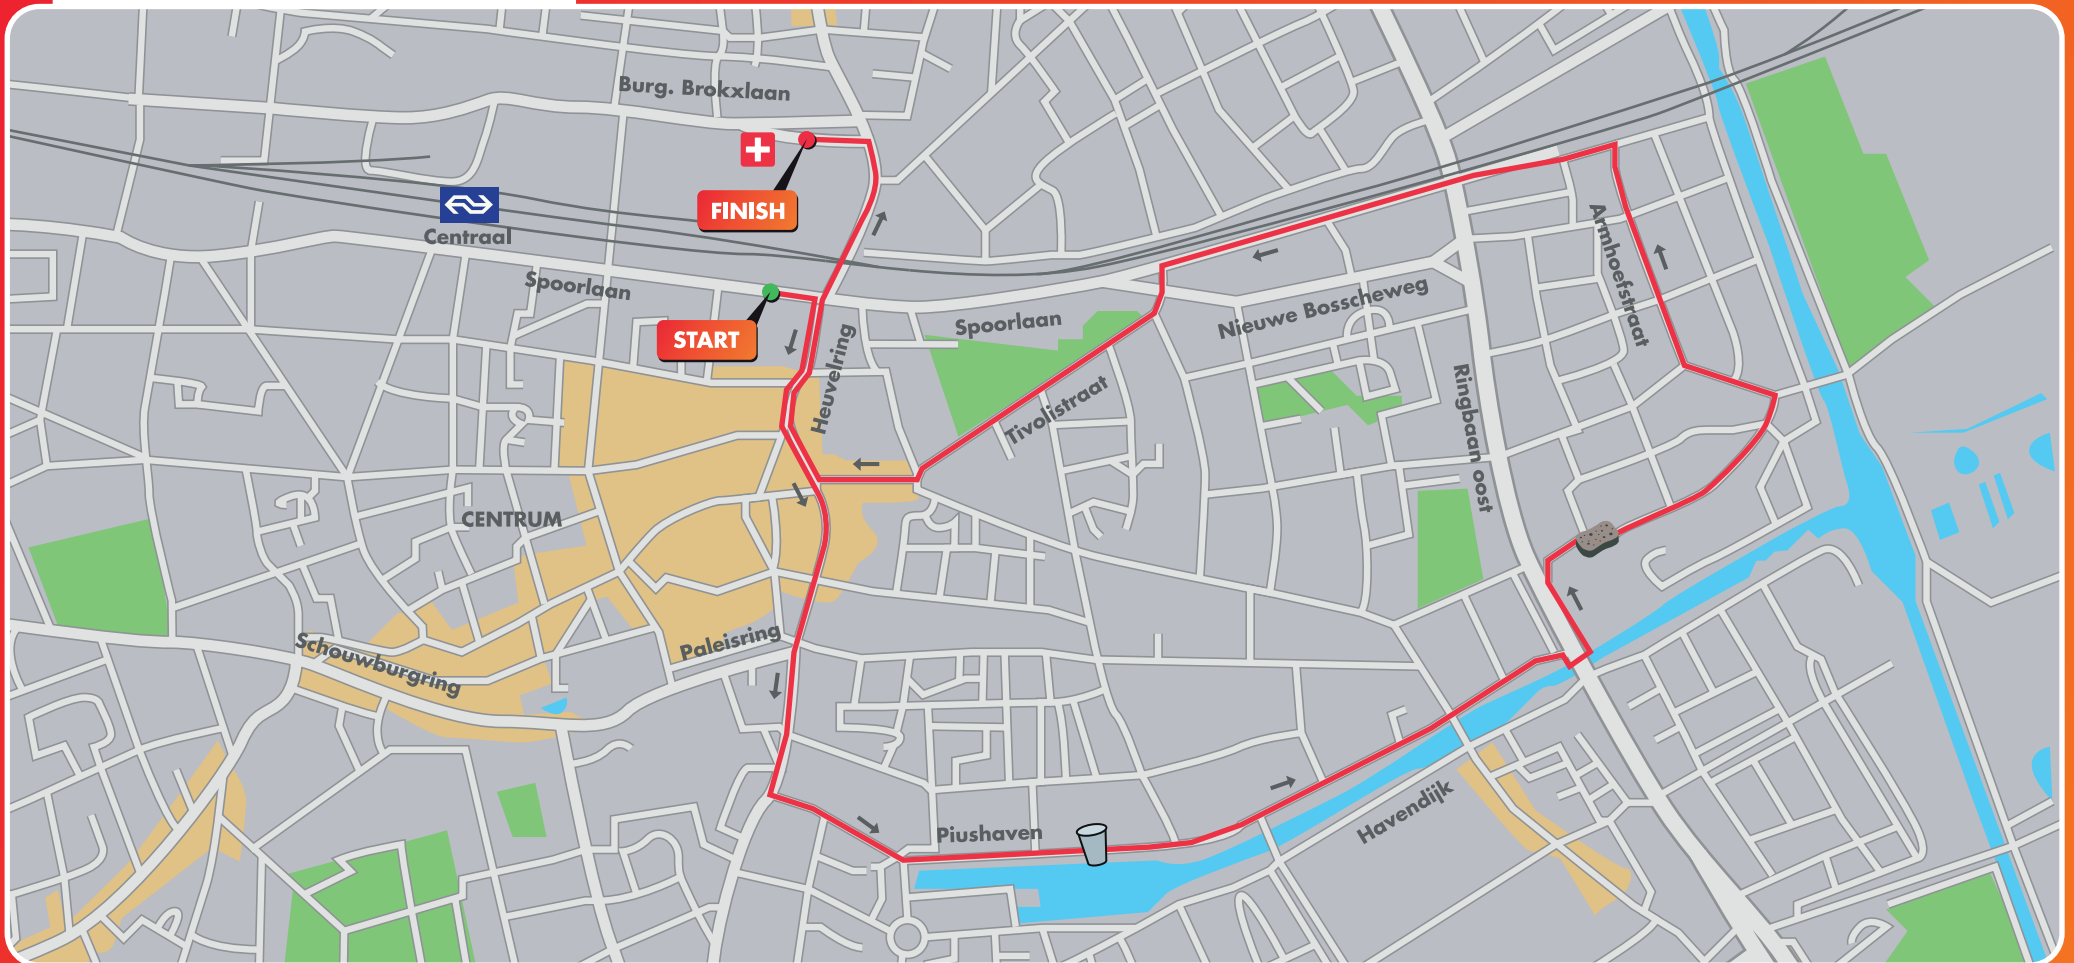 Burg. Brokxlaan
FINISH
Centraal
Spoorlaan
START
Spoorlaan
Heuvelring
Nieuwe Bosscheweg
Armhoefstraat
Tivolistraat
Ringbaan oost
CENTRUM
Schouwburgring
Paleisring
Piushaven
Havendijk